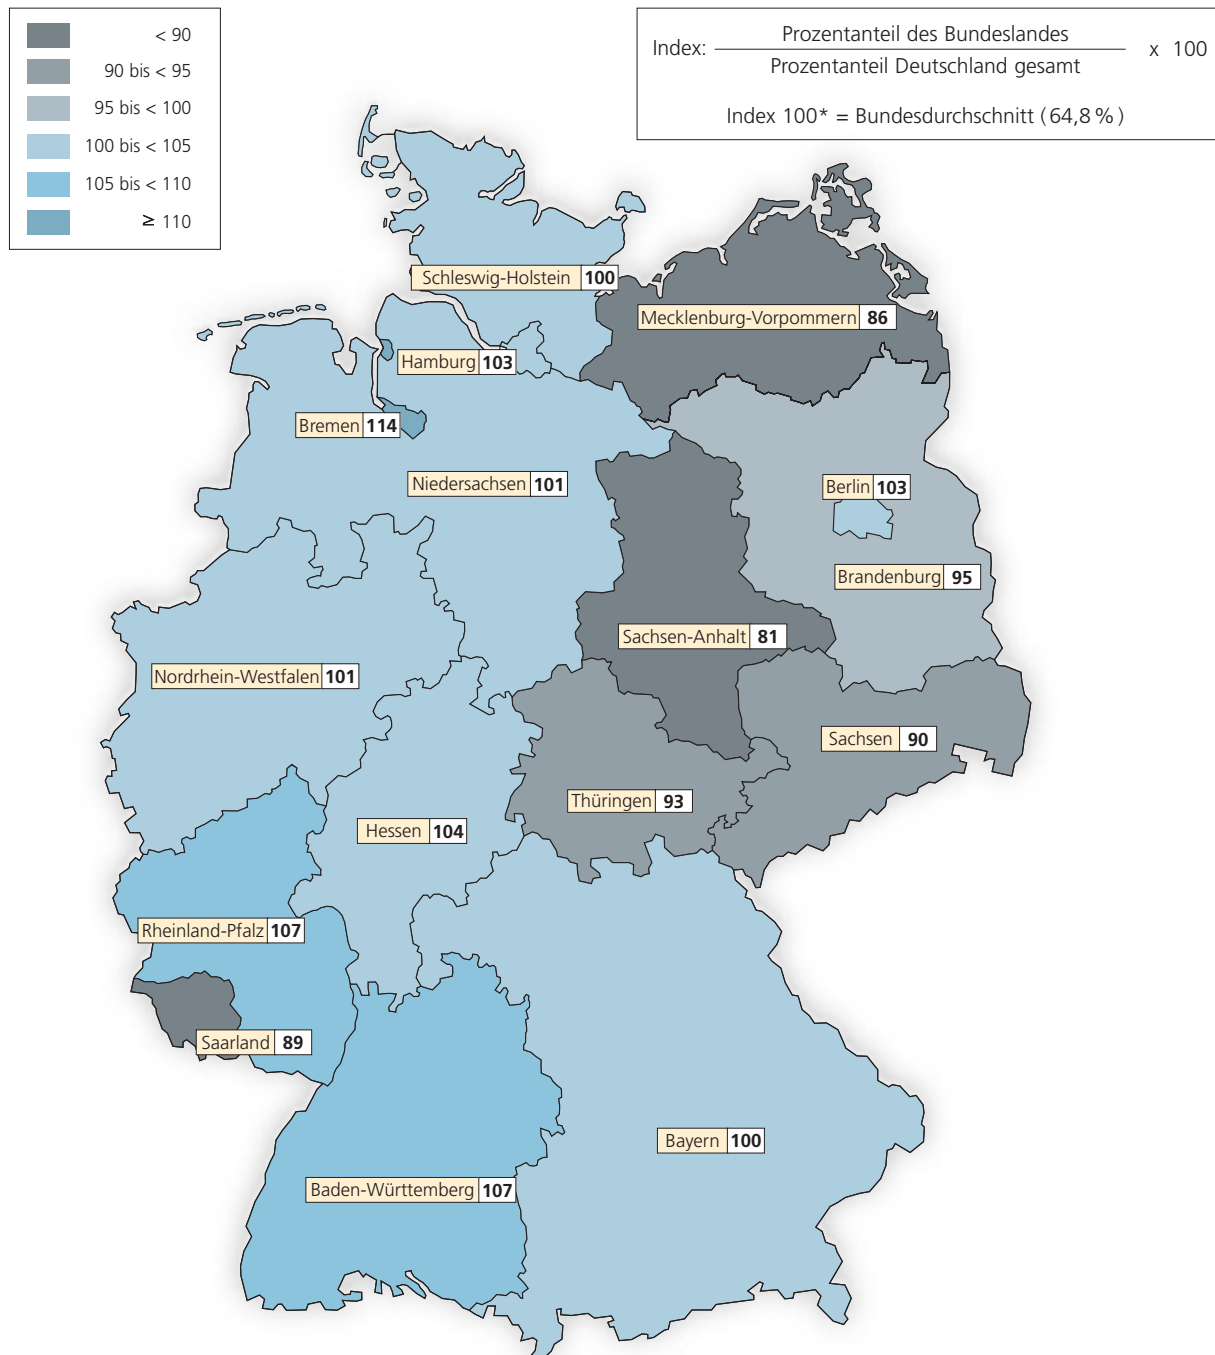 < 90
90 bis < 95
95 bis < 100
100 bis < 105
105 bis < 110
≥ 110
Index: Prozentanteil des Bundeslandes x 100
Prozentanteil Deutschland gesamt
Index 100* = Bundesdurchschnitt (64,8 %)
Schleswig-Holstein 100
Mecklenburg-Vorpommern 86
Hamburg 103
Bremen 114
Niedersachsen 101
Berlin 103
Brandenburg 95
Sachsen-Anhalt 81
Nordrhein-Westfalen 101
Sachsen 90
Thüringen 93
Hessen 104
Rheinland-Pfalz 107
Saarland 89
Bayern 100
Baden-Württemberg 107